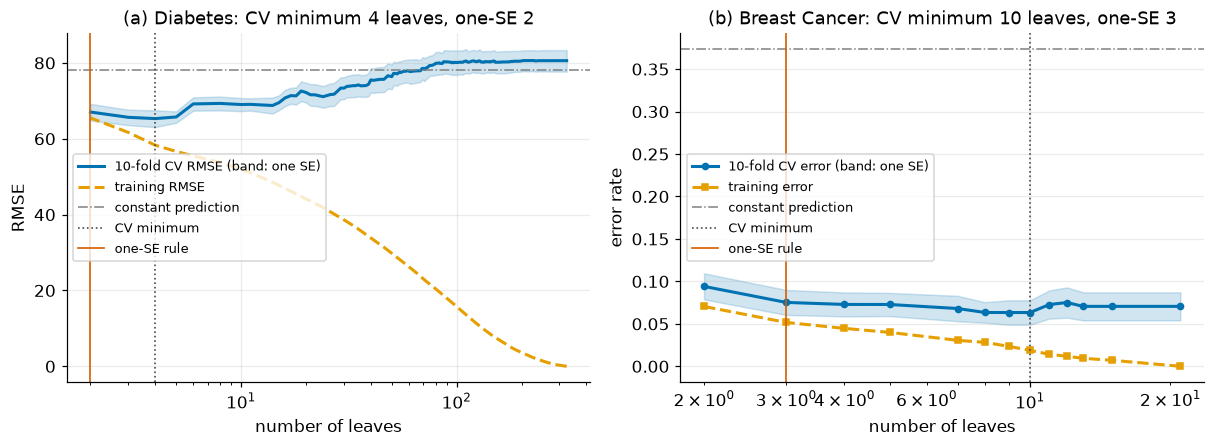 (a) Diabetes: CV minimum 4 leaves, one-SE 2
RMSE
80
60
40
20
0
10-fold CV RMSE (band: one SE)
training RMSE
constant prediction
CV minimum
one-SE rule
10¹
10²
number of leaves
(b) Breast Cancer: CV minimum 10 leaves, one-SE 3
error rate
0.35
0.30
0.25
0.20
0.15
0.10
0.05
0.00
10-fold CV error (band: one SE)
training error
constant prediction
CV minimum
one-SE rule
2 × 10⁰
3 × 10⁰
4 × 10⁰
6 × 10⁰
10¹
2 × 10¹
number of leaves